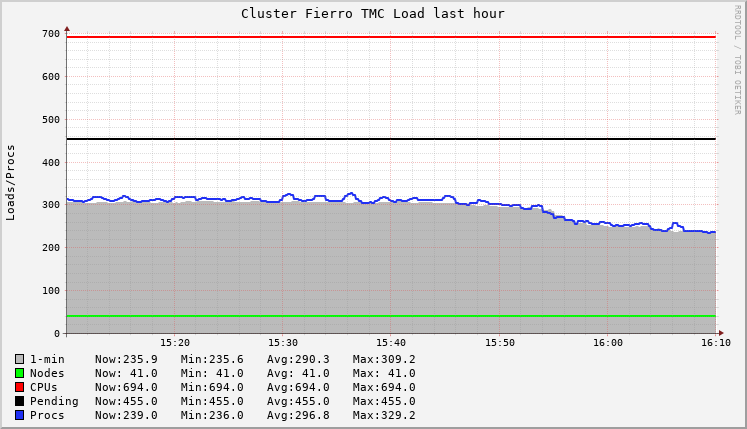 Cluster Fierro TMC Load last hour
RRDTOOL / TOBI OETIKER
Loads/Procs
700
600
500
400
300
200
100
0
15:20 15:30 15:40 15:50 16:00 16:10
1-min Now:235.9 Min:235.6 Avg:290.3 Max:309.2
Nodes Now: 41.0 Min: 41.0 Avg: 41.0 Max: 41.0
CPUs Now:694.0 Min:694.0 Avg:694.0 Max:694.0
Pending Now:455.0 Min:455.0 Avg:455.0 Max:455.0
Procs Now:239.0 Min:236.0 Avg:296.8 Max:329.2